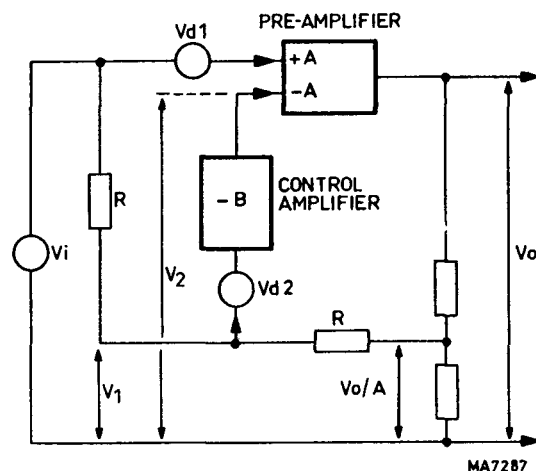 PRE-AMPLIFIER
Vd1
+A
−A
R
−B
CONTROL
AMPLIFIER
Vi
V2
Vd2
Vo
R
V1
Vo/A
MA7287